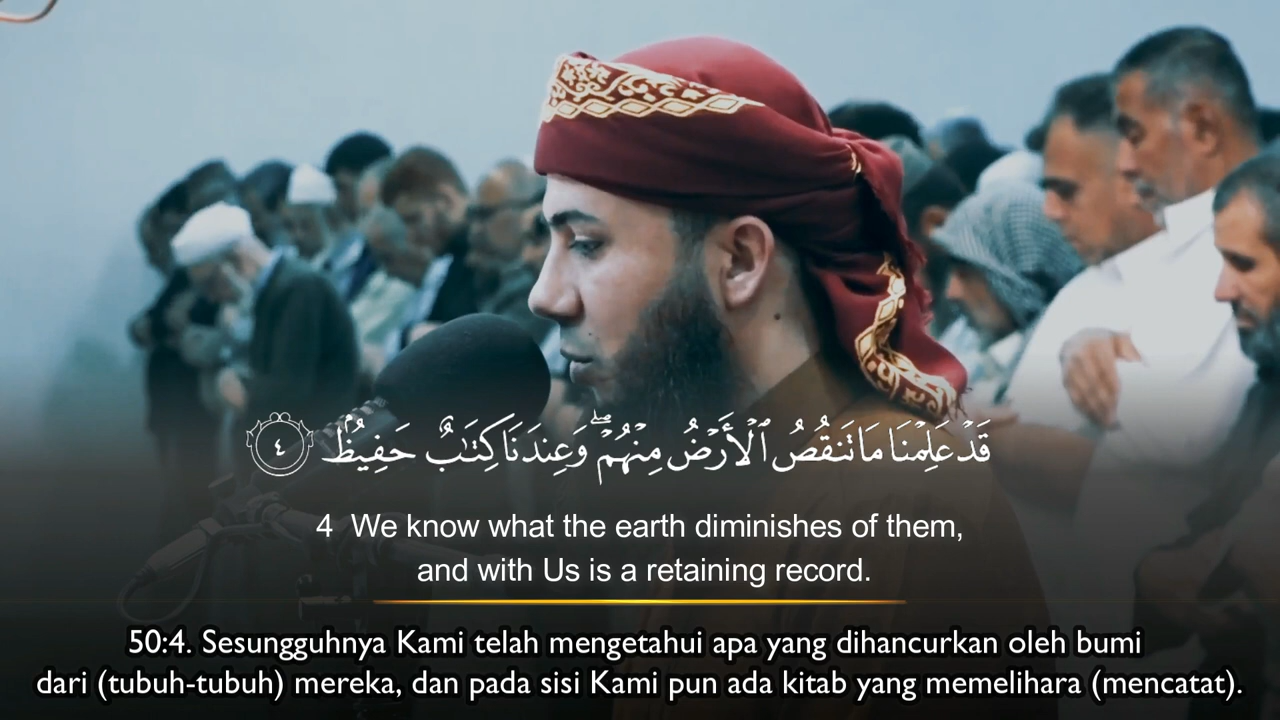 قَدْ عَلِمْنَا مَا تَنقُصُ ٱلْأَرْضُ مِنْهُمْ ۖ وَعِندَنَا كِتَـٰبٌ حَفِيظٌۢ ٤
4 We know what the earth diminishes of them,
and with Us is a retaining record.
50:4. Sesungguhnya Kami telah mengetahui apa yang dihancurkan oleh bumi
dari (tubuh-tubuh) mereka, dan pada sisi Kami pun ada kitab yang memelihara (mencatat).